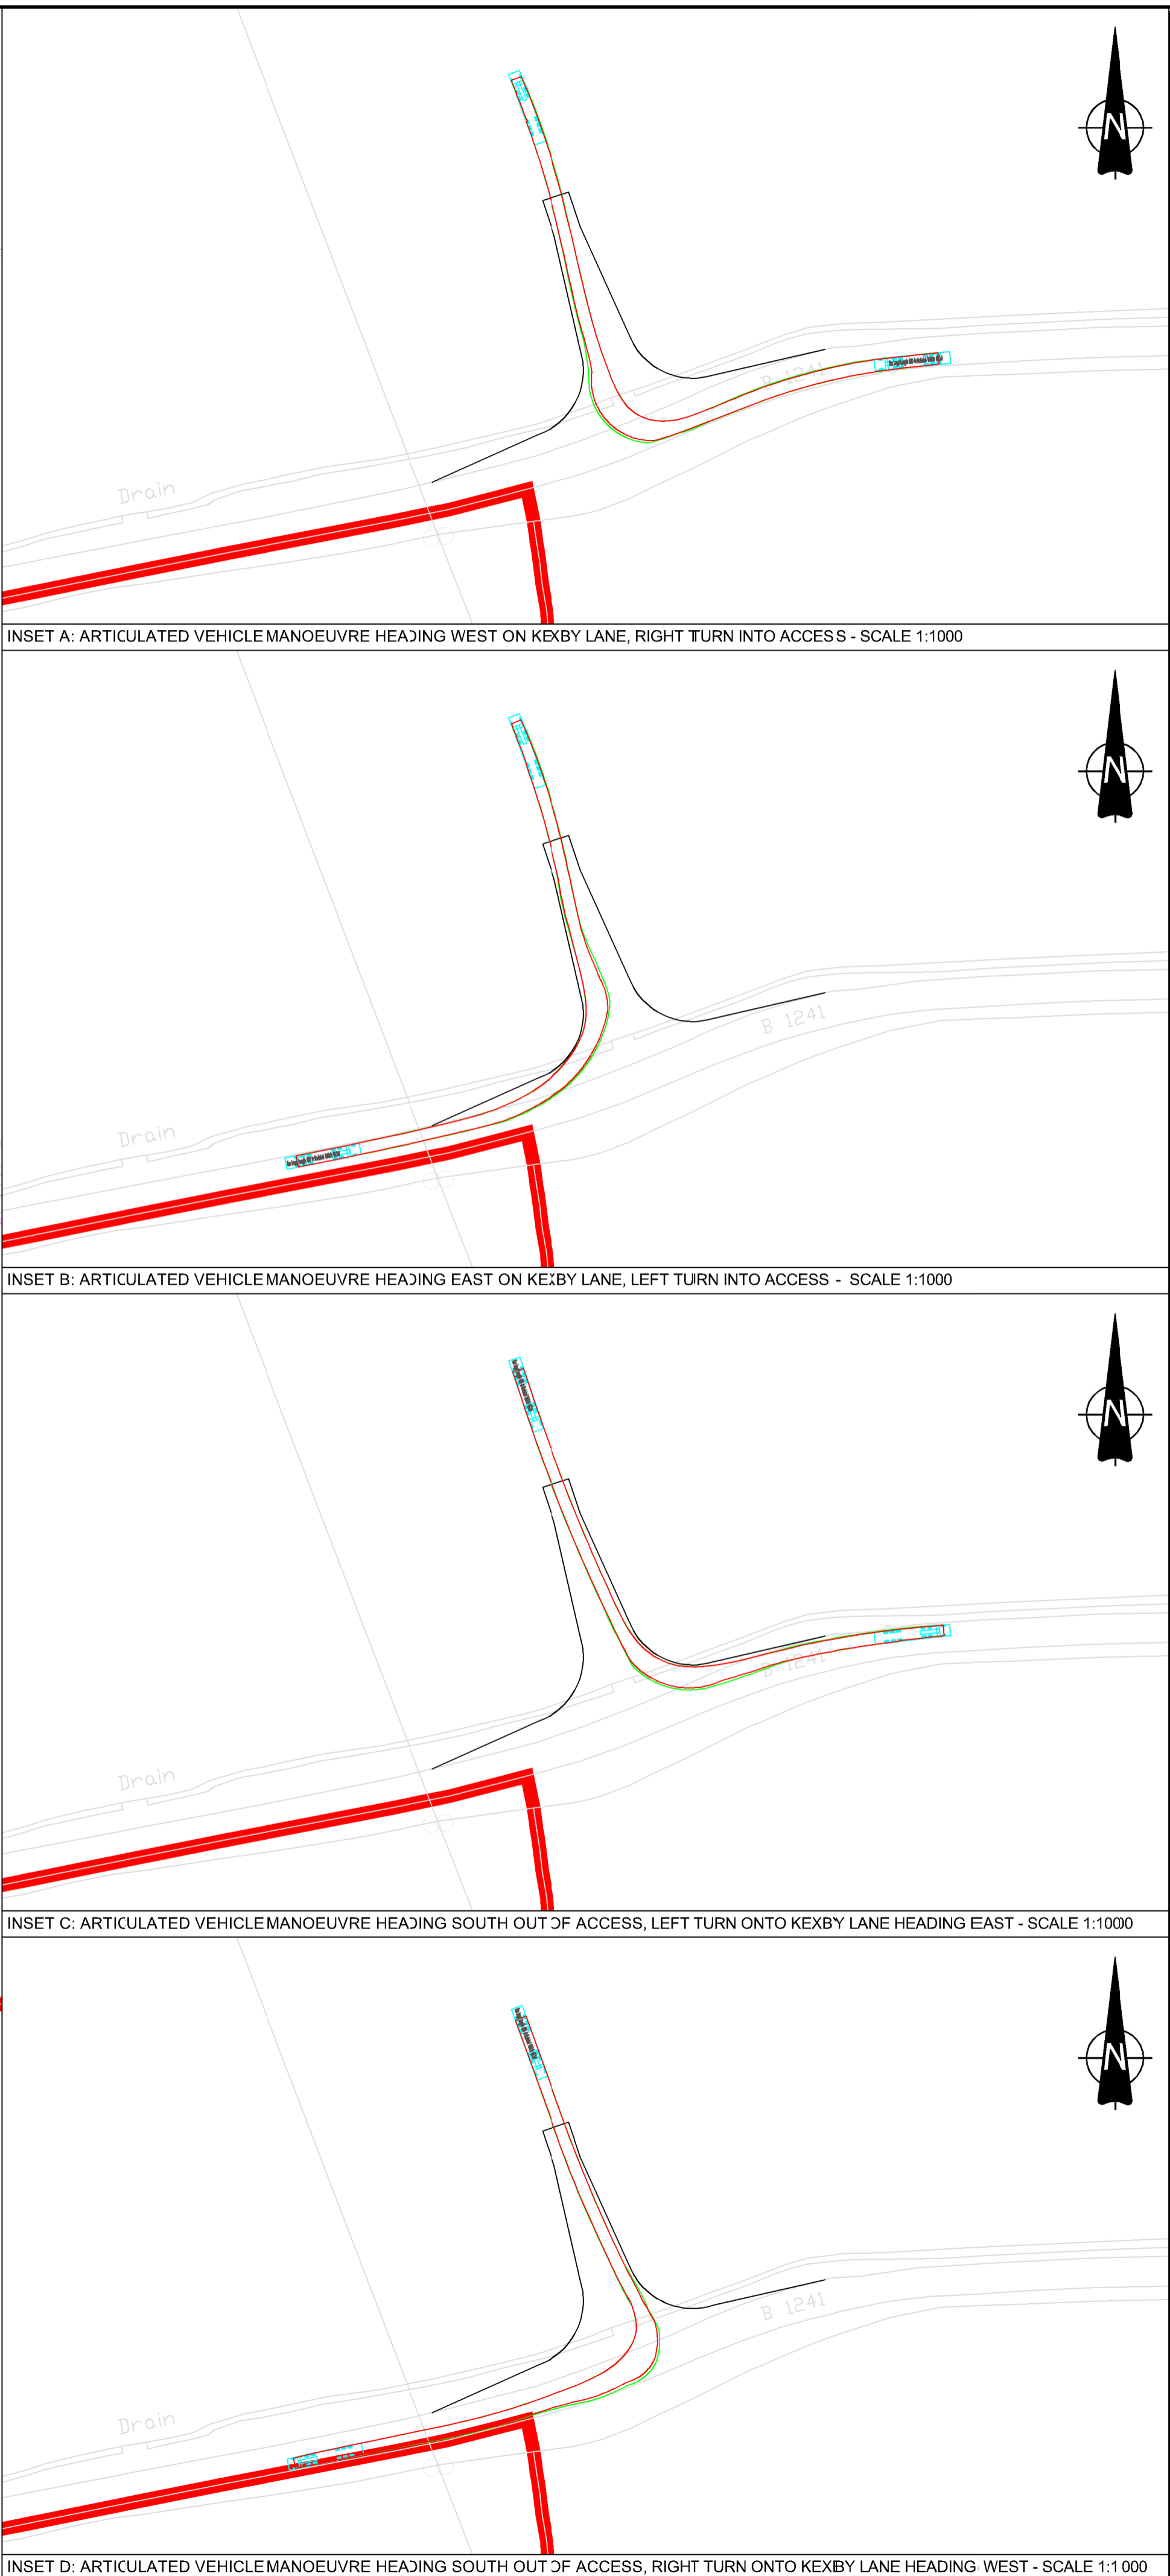 N
B 1241
Drain
INSET A: ARTICULATED VEHICLE MANOEUVRE HEADING WEST ON KEXBY LANE, RIGHT TURN INTO ACCESS - SCALE 1:1000
N
B 1241
Drain
INSET B: ARTICULATED VEHICLE MANOEUVRE HEADING EAST ON KEXBY LANE, LEFT TURN INTO ACCESS - SCALE 1:1000
N
B 1241
Drain
INSET C: ARTICULATED VEHICLE MANOEUVRE HEADING SOUTH OUT OF ACCESS, LEFT TURN ONTO KEXBY LANE HEADING EAST - SCALE 1:1000
N
B 1241
Drain
INSET D: ARTICULATED VEHICLE MANOEUVRE HEADING SOUTH OUT OF ACCESS, RIGHT TURN ONTO KEXBY LANE HEADING WEST - SCALE 1:1000